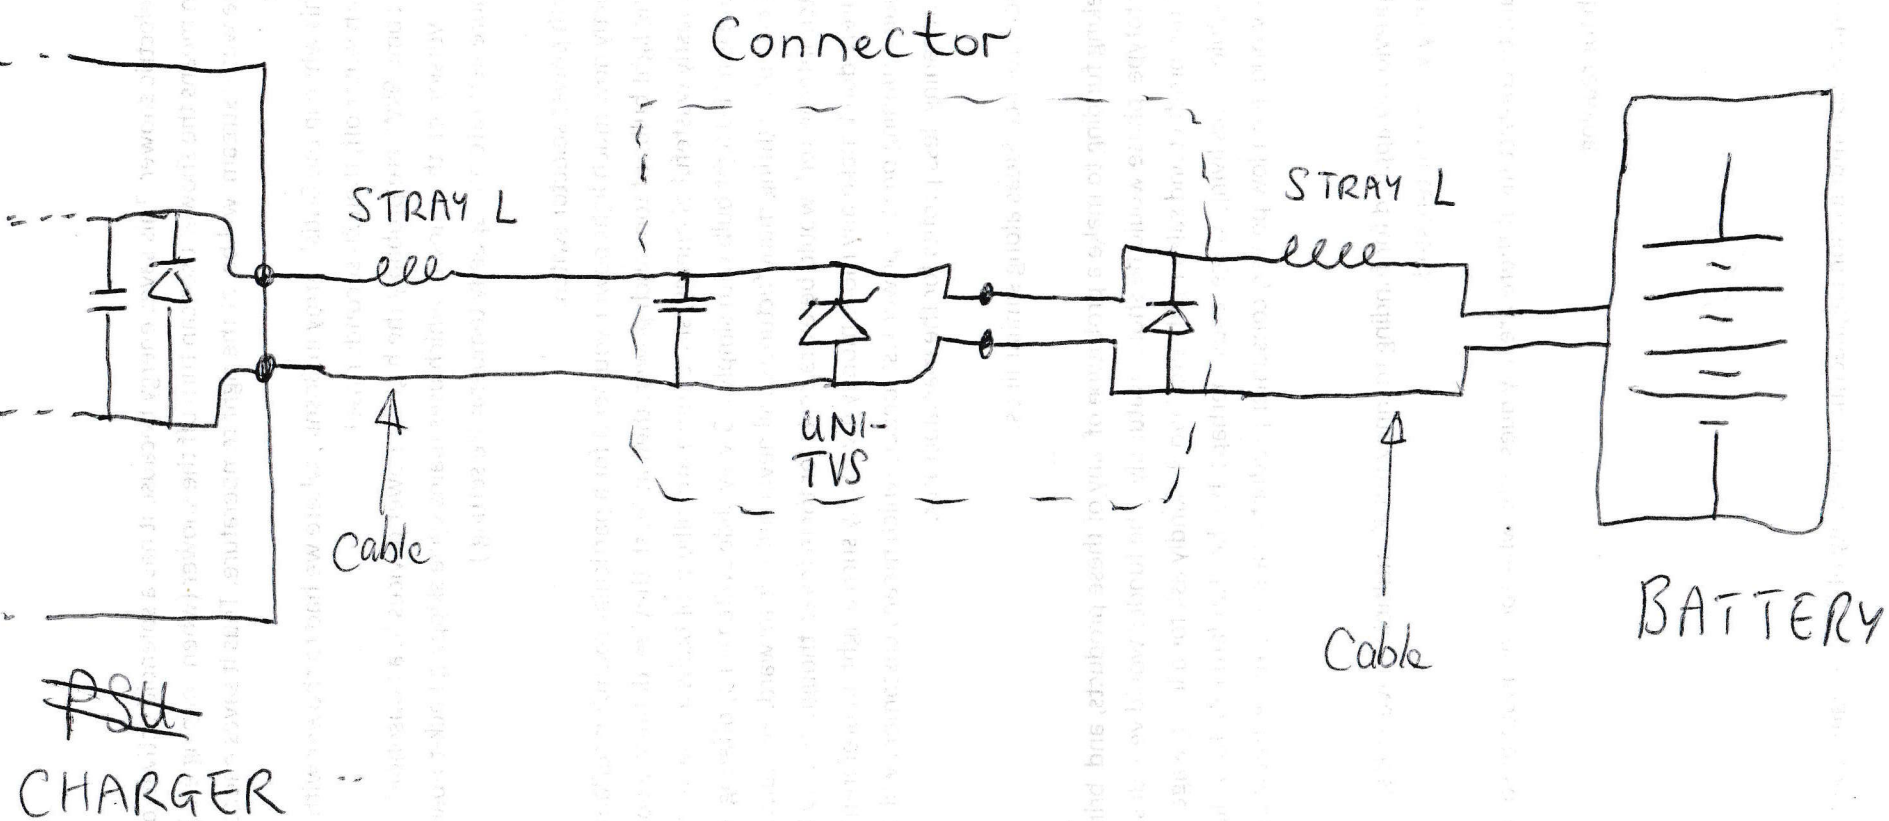 Connector
STRAY L
STRAY L
UNI-
TVS
Cable
Cable
BATTERY
PSU
CHARGER